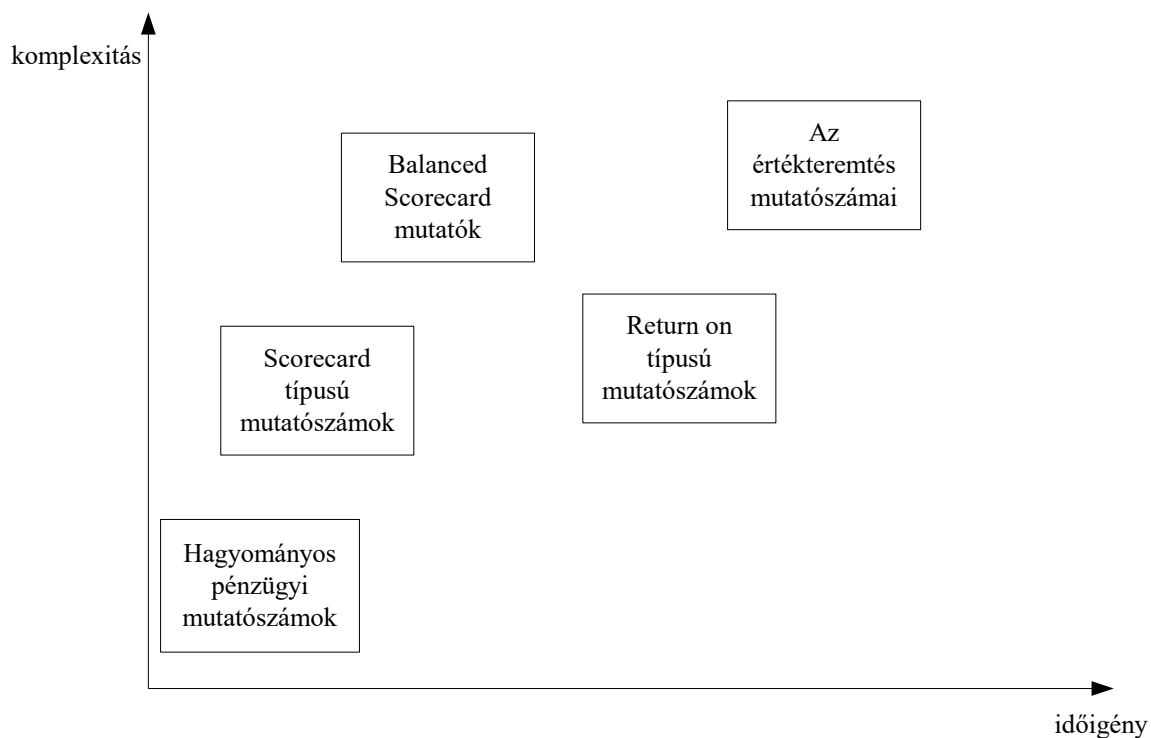 komplexitás
Az
értékteremtés
mutatószámai
Balanced
Scorecard
mutatók
Return on
típusú
mutatószámok
Scorecard
típusú
mutatószámok
Hagyományos
pénzügyi
mutatószámok
időigény